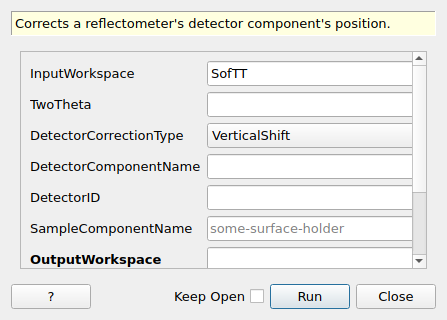 Corrects a reflectometer's detector component's position.
InputWorkspace SofTT
TwoTheta
DetectorCorrectionType VerticalShift
DetectorComponentName
DetectorID
SampleComponentName some-surface-holder
OutputWorkspace
? Keep Open Run Close